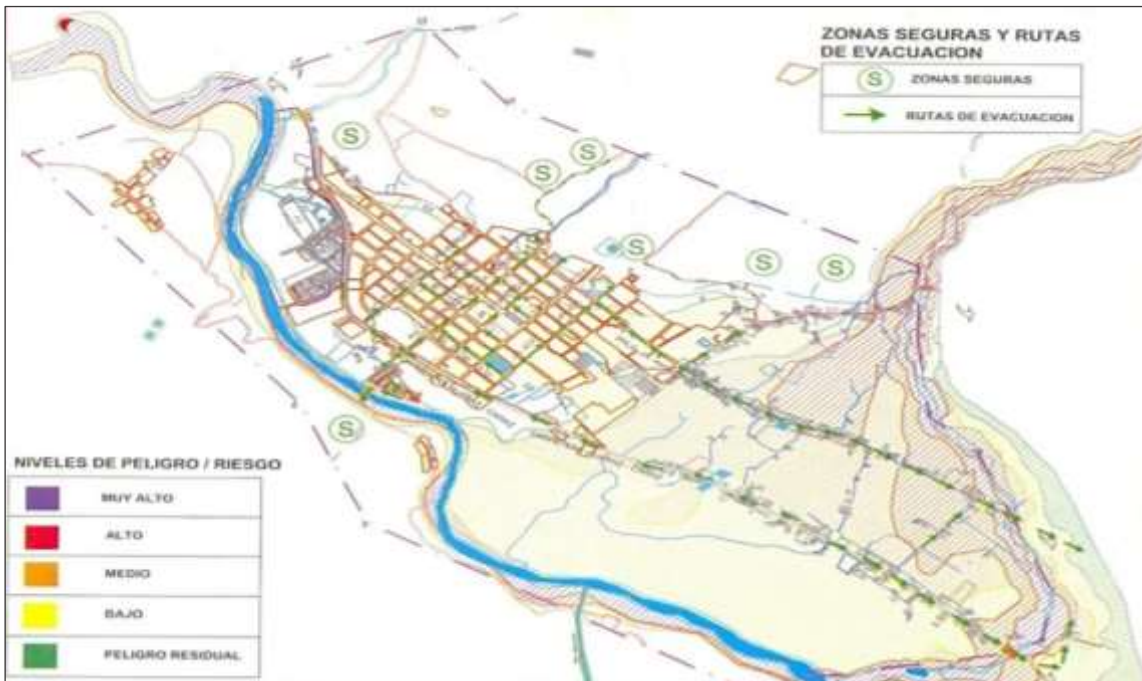 ZONAS SEGURAS Y RUTAS
DE EVACUACION
S ZONAS SEGURAS
RUTAS DE EVACUACION
S
S
S
S
S
S
S
NIVELES DE PELIGRO / RIESGO
MUY ALTO
ALTO
MEDIO
BAJO
PELIGRO RESIDUAL